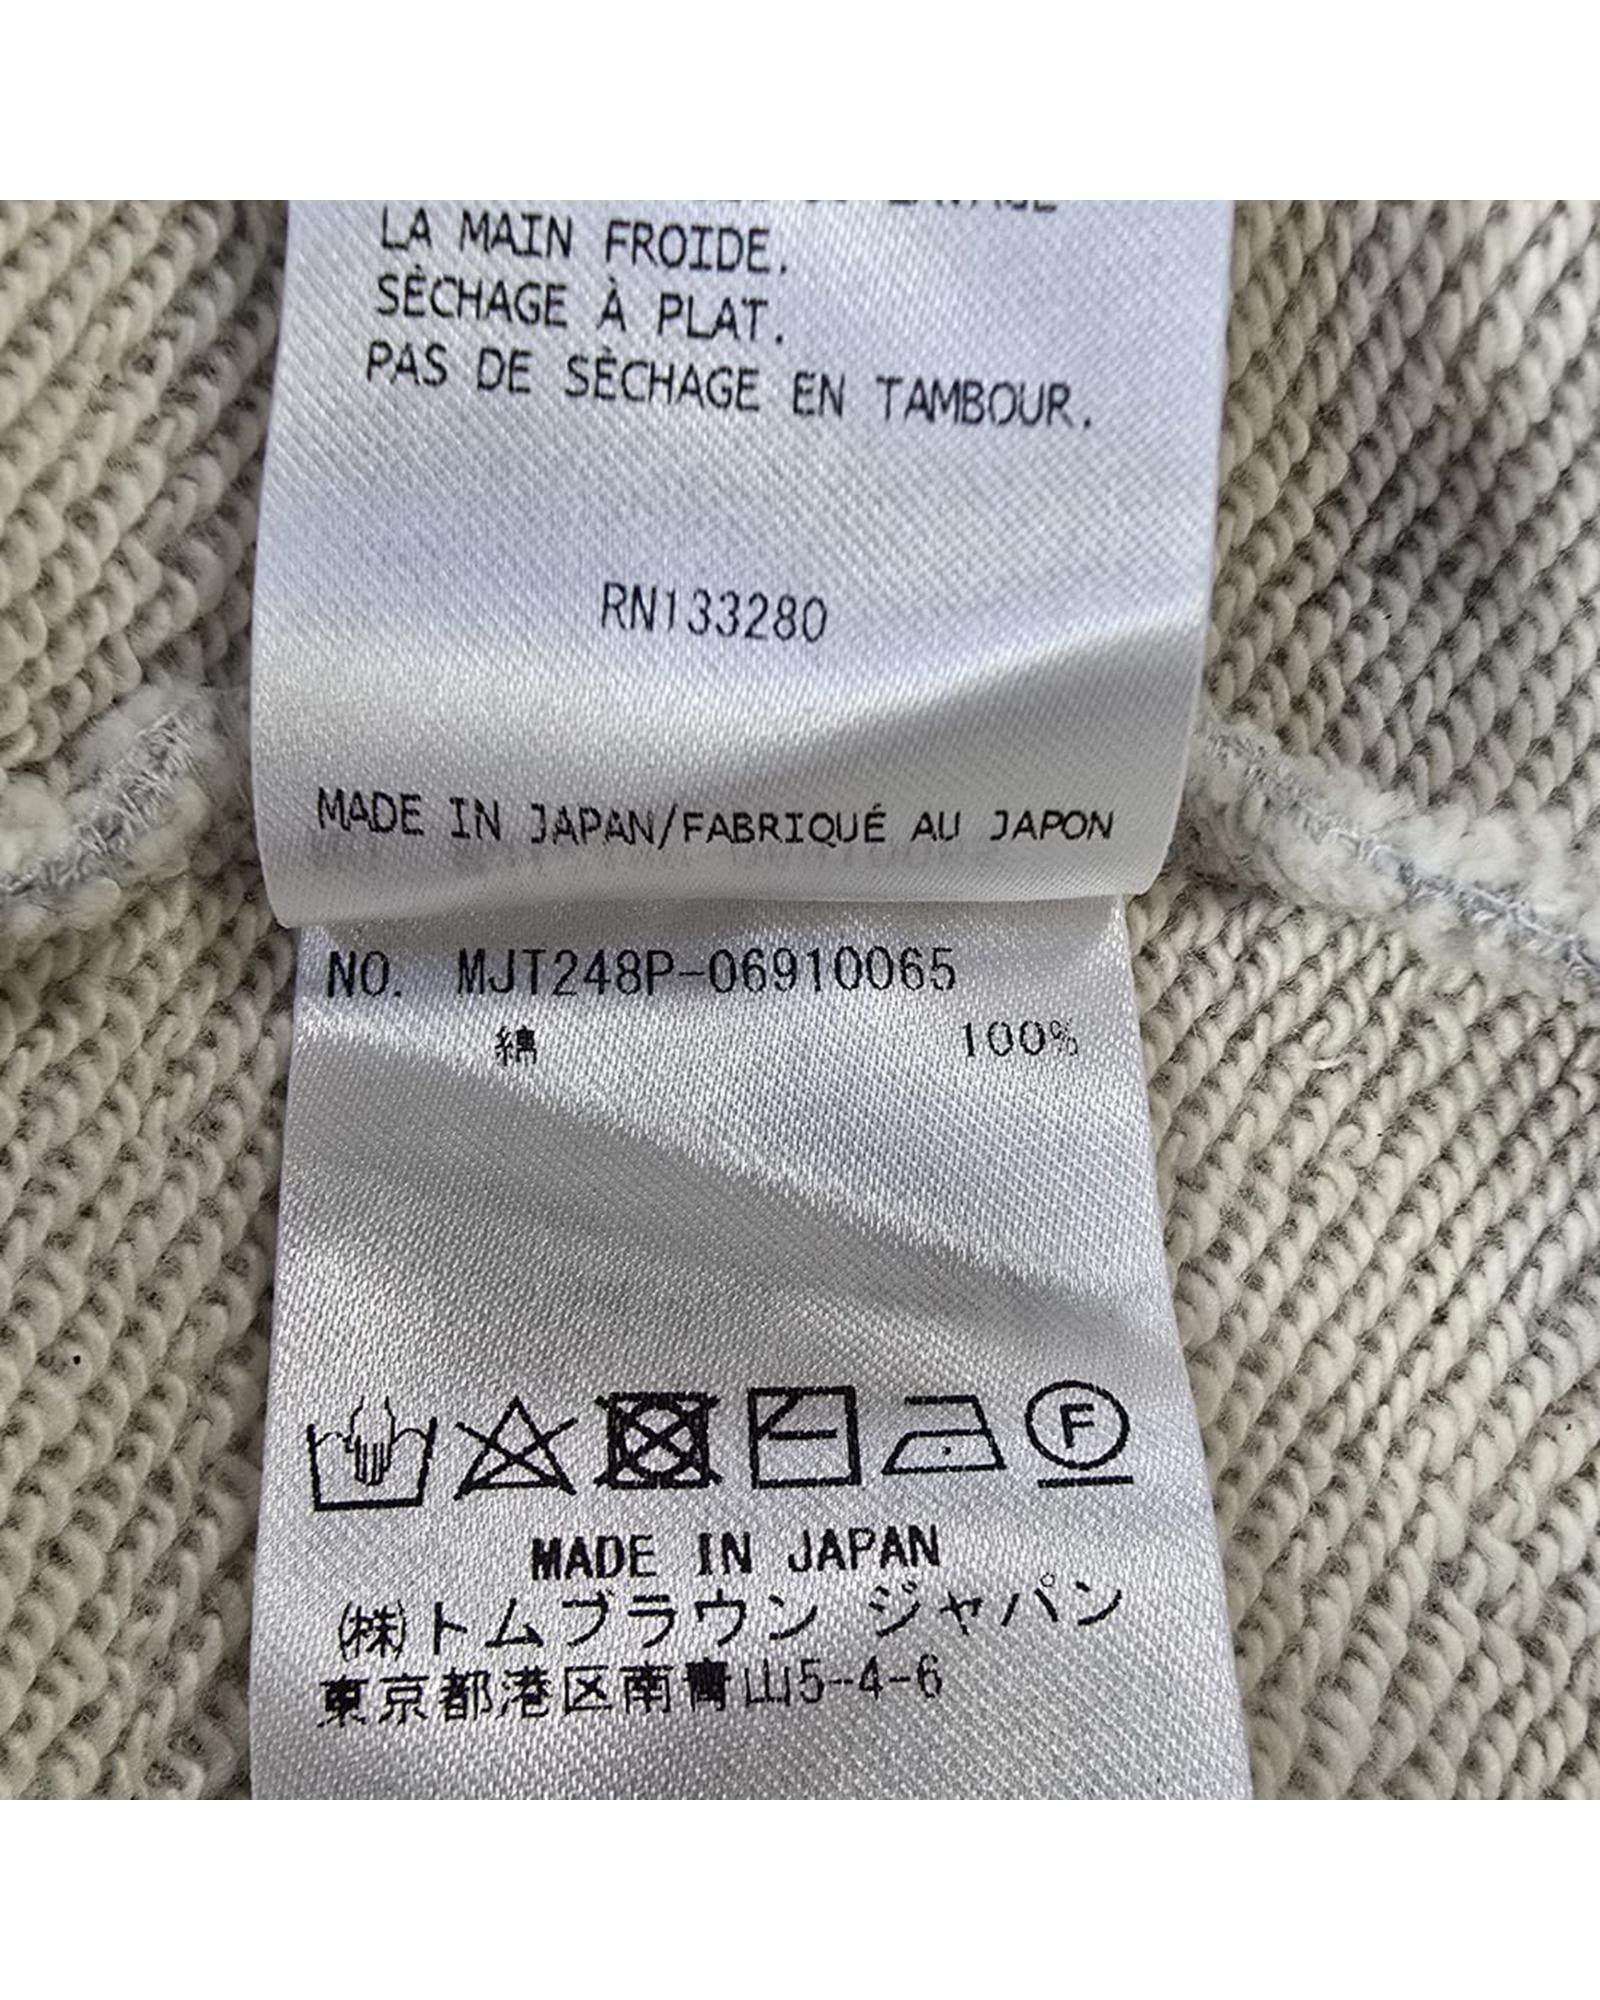 LAVAGE
LA MAIN FROIDE.
SÈCHAGE À PLAT.
PAS DE SÈCHAGE EN TAMBOUR.
RN133280
MADE IN JAPAN/FABRIQUÉ AU JAPON
NO. MJT248P-06910065
綿 100%
F
MADE IN JAPAN
㈱トムブラウン ジャパン
東京都港区南青山5-4-6